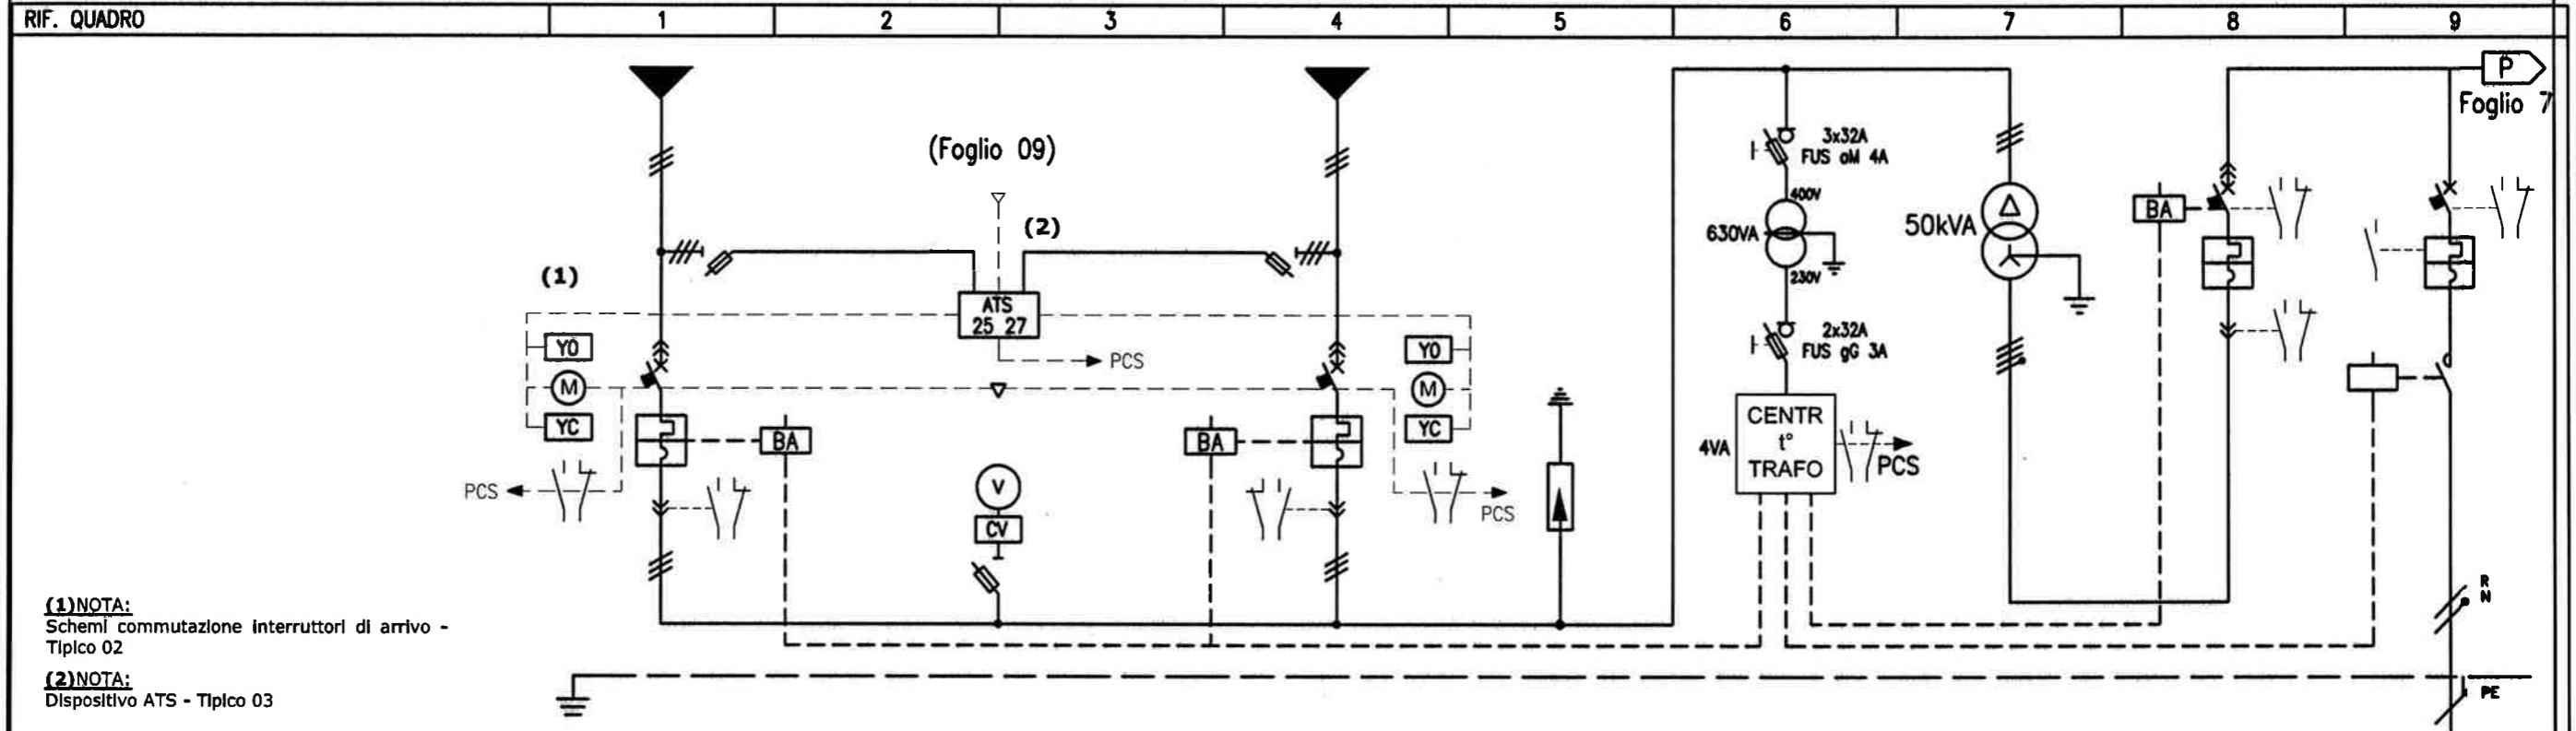 RIF. QUADRO 1 2 3 4 5 6 7 8 9
P
Foglio 7
(Foglio 09)
(2)
(1)
3x32A
FUS aM 4A
400V
630VA
230V
50kVA
BA
ATS
25 27
PCS
YO
M
YC
YO
M
YC
2x32A
FUS gG 3A
CENTR
t°
TRAFO
4VA
PCS
BA
BA
PCS
PCS
V
CV
R
N
PE
(1)NOTA:
Schemi commutazione interruttori di arrivo -
Tipico 02
(2)NOTA:
Dispositivo ATS - Tipico 03